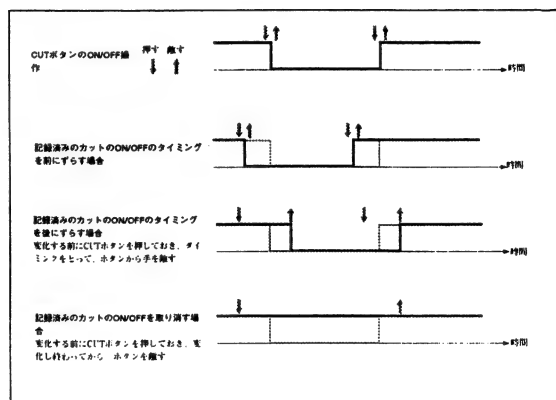 CUTボタンのON/OFF操
作
押す 離す
時間
記録済みのカットのON/OFFのタイミング
を前にずらす場合
時間
記録済みのカットのON/OFFのタイミング
を後にずらす場合
変化する前にCUTボタンを押しておき、タイ
ミングをとって、ボタンから手を離す
時間
記録済みのカットのON/OFFを取り消す場
合
変化する前にCUTボタンを押しておき、変
化し終わってから ボタンを離す
時間